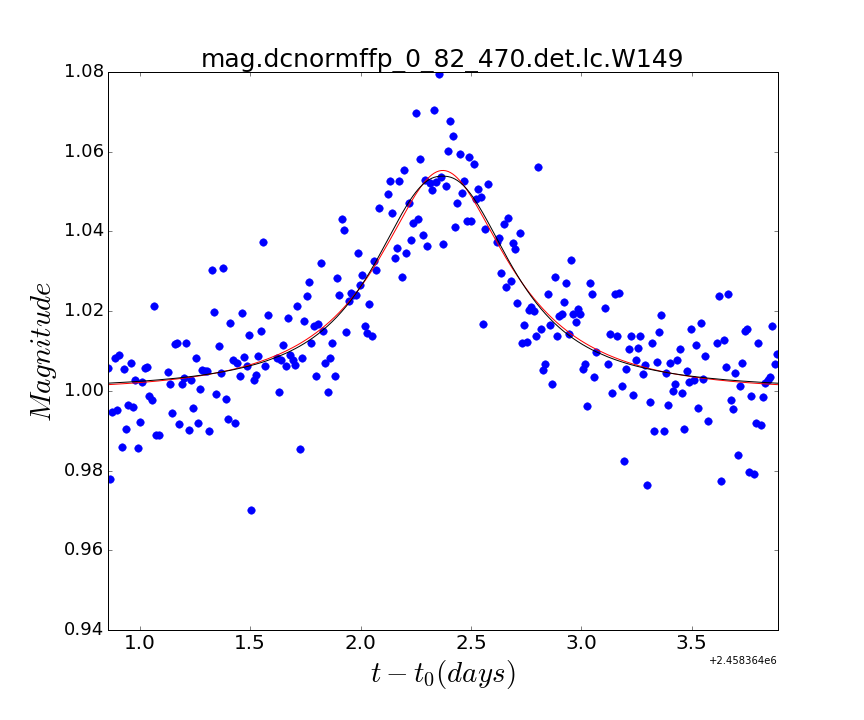 mag.dcnormffp_0_82_470.det.lc.W149
1.08
1.06
1.04
1.02
1.00
0.98
0.96
0.94
Magnitude
1.0 1.5 2.0 2.5 3.0 3.5
+2.458364e6
t − t₀(days)